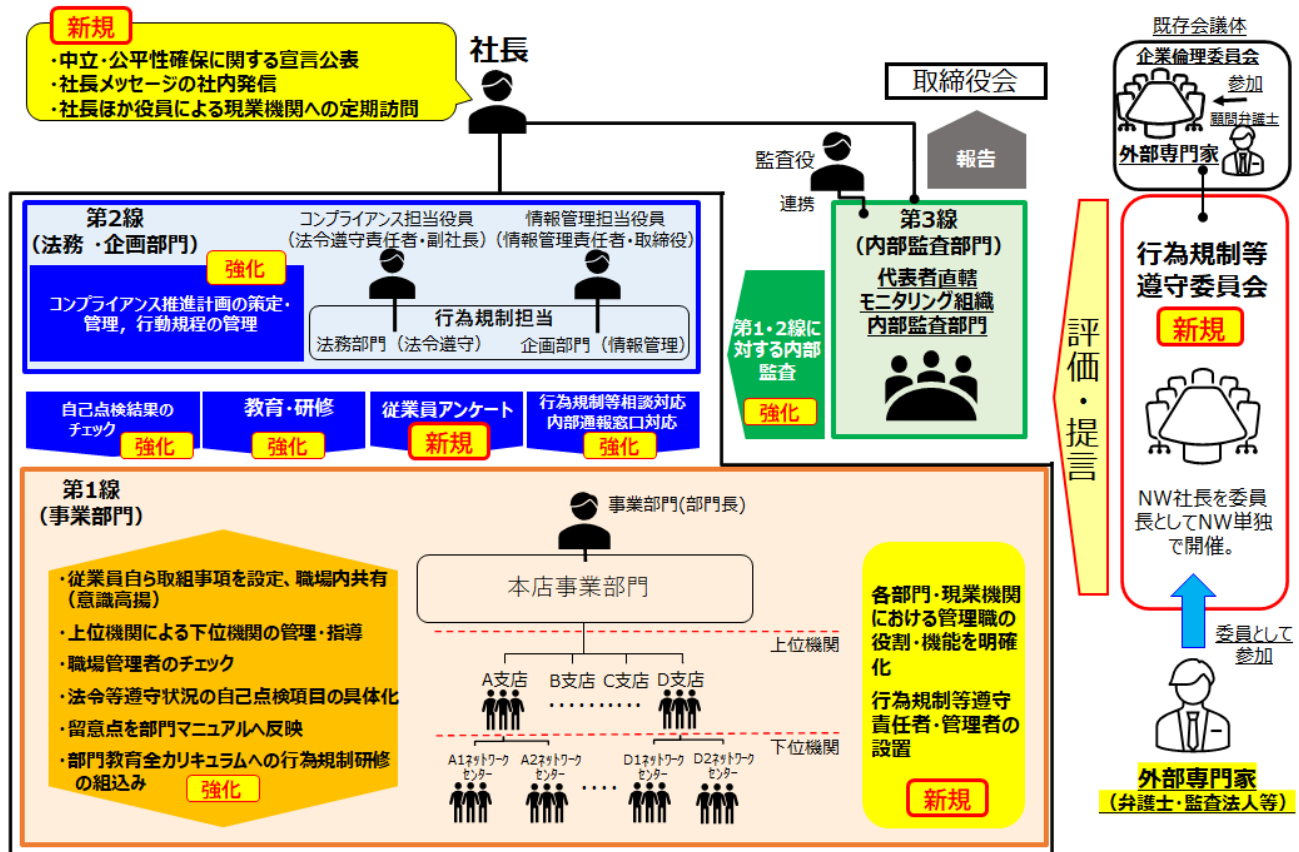 新規
・中立・公平性確保に関する宣言公表
・社長メッセージの社内発信
・社長ほか役員による現業機関への定期訪問
社長
取締役会
報告
監査役
連携
既存会議体
企業倫理委員会
参加
顧問弁護士
外部専門家
第2線
(法務・企画部門)
強化
コンプライアンス推進計画の策定・
管理，行動規程の管理
コンプライアンス担当役員
(法令遵守責任者・副社長)
情報管理担当役員
(情報管理責任者・取締役)
行為規制担当
法務部門（法令遵守）
企画部門（情報管理）
第1・2線に
対する内部
監査
強化
第3線
(内部監査部門)
代表者直轄
モニタリング組織
内部監査部門
評価・提言
行為規制等
遵守委員会
新規
NW社長を委員
長としてNW単独
で開催。
委員として
参加
外部専門家
（弁護士・監査法人等）
自己点検結果の
チェック
強化
教育・研修
強化
従業員アンケート
新規
行為規制等相談対応
内部通報窓口対応
強化
第1線
(事業部門)
・従業員自ら取組事項を設定、職場内共有
(意識高揚)
・上位機関による下位機関の管理・指導
・職場管理者のチェック
・法令等遵守状況の自己点検項目の具体化
・留意点を部門マニュアルへ反映
・部門教育全カリキュラムへの行為規制研修
の組込み
強化
事業部門(部門長)
本店事業部門
上位機関
A支店
B支店
C支店
D支店
‥‥‥‥‥
下位機関
A1ネットワーク
センター
A2ネットワーク
センター
‥‥
D1ネットワーク
センター
D2ネットワーク
センター
各部門・現業機関
における管理職の
役割・機能を明確
化
行為規制等遵守
責任者・管理者の
設置
新規